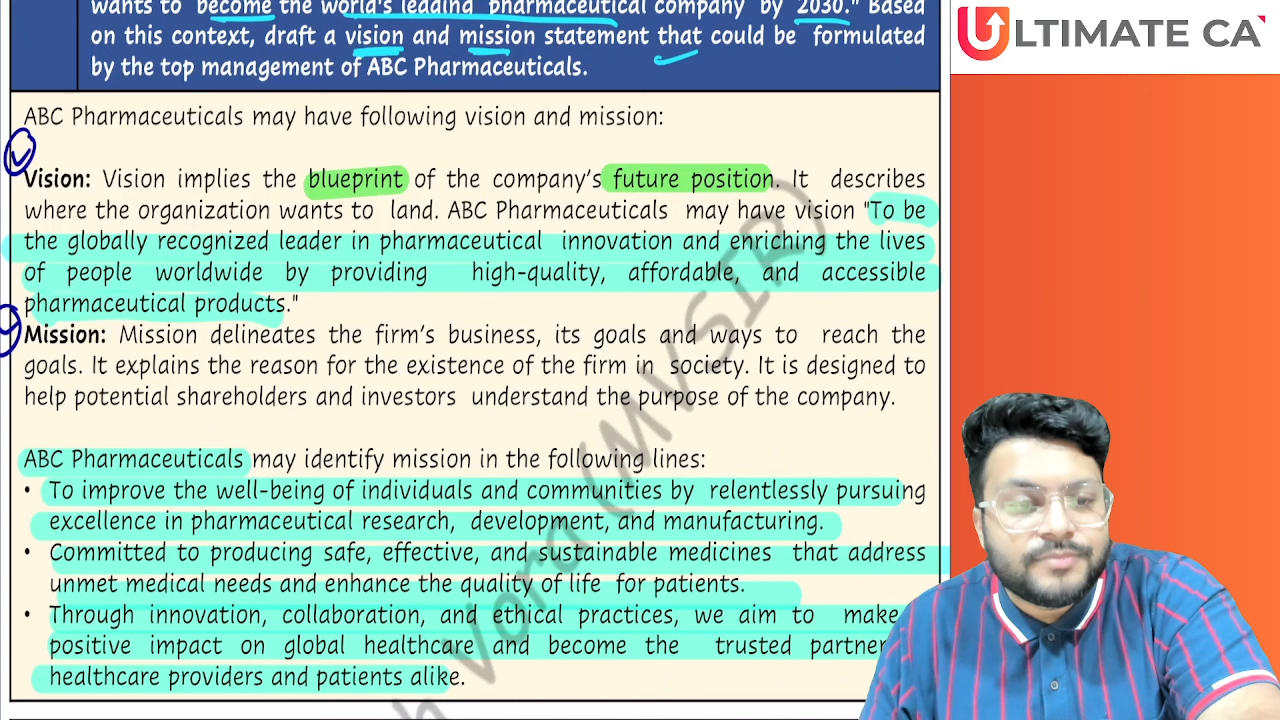 wants to become the world's leading pharmaceutical company by 2030." Based
on this context, draft a vision and mission statement that could be formulated
by the top management of ABC Pharmaceuticals.
ULTIMATE CA
ABC Pharmaceuticals may have following vision and mission:
Vision: Vision implies the blueprint of the company's future position. It describes
where the organization wants to land. ABC Pharmaceuticals may have vision "To be
the globally recognized leader in pharmaceutical innovation and enriching the lives
of people worldwide by providing high-quality, affordable, and accessible
pharmaceutical products."
Mission: Mission delineates the firm's business, its goals and ways to reach the
goals. It explains the reason for the existence of the firm in society. It is designed to
help potential shareholders and investors understand the purpose of the company.
ABC Pharmaceuticals may identify mission in the following lines:
• To improve the well-being of individuals and communities by relentlessly pursuing
excellence in pharmaceutical research, development, and manufacturing.
• Committed to producing safe, effective, and sustainable medicines that address
unmet medical needs and enhance the quality of life for patients.
• Through innovation, collaboration, and ethical practices, we aim to make
positive impact on global healthcare and become the trusted partner
healthcare providers and patients alike.
Vora (MVSIR)